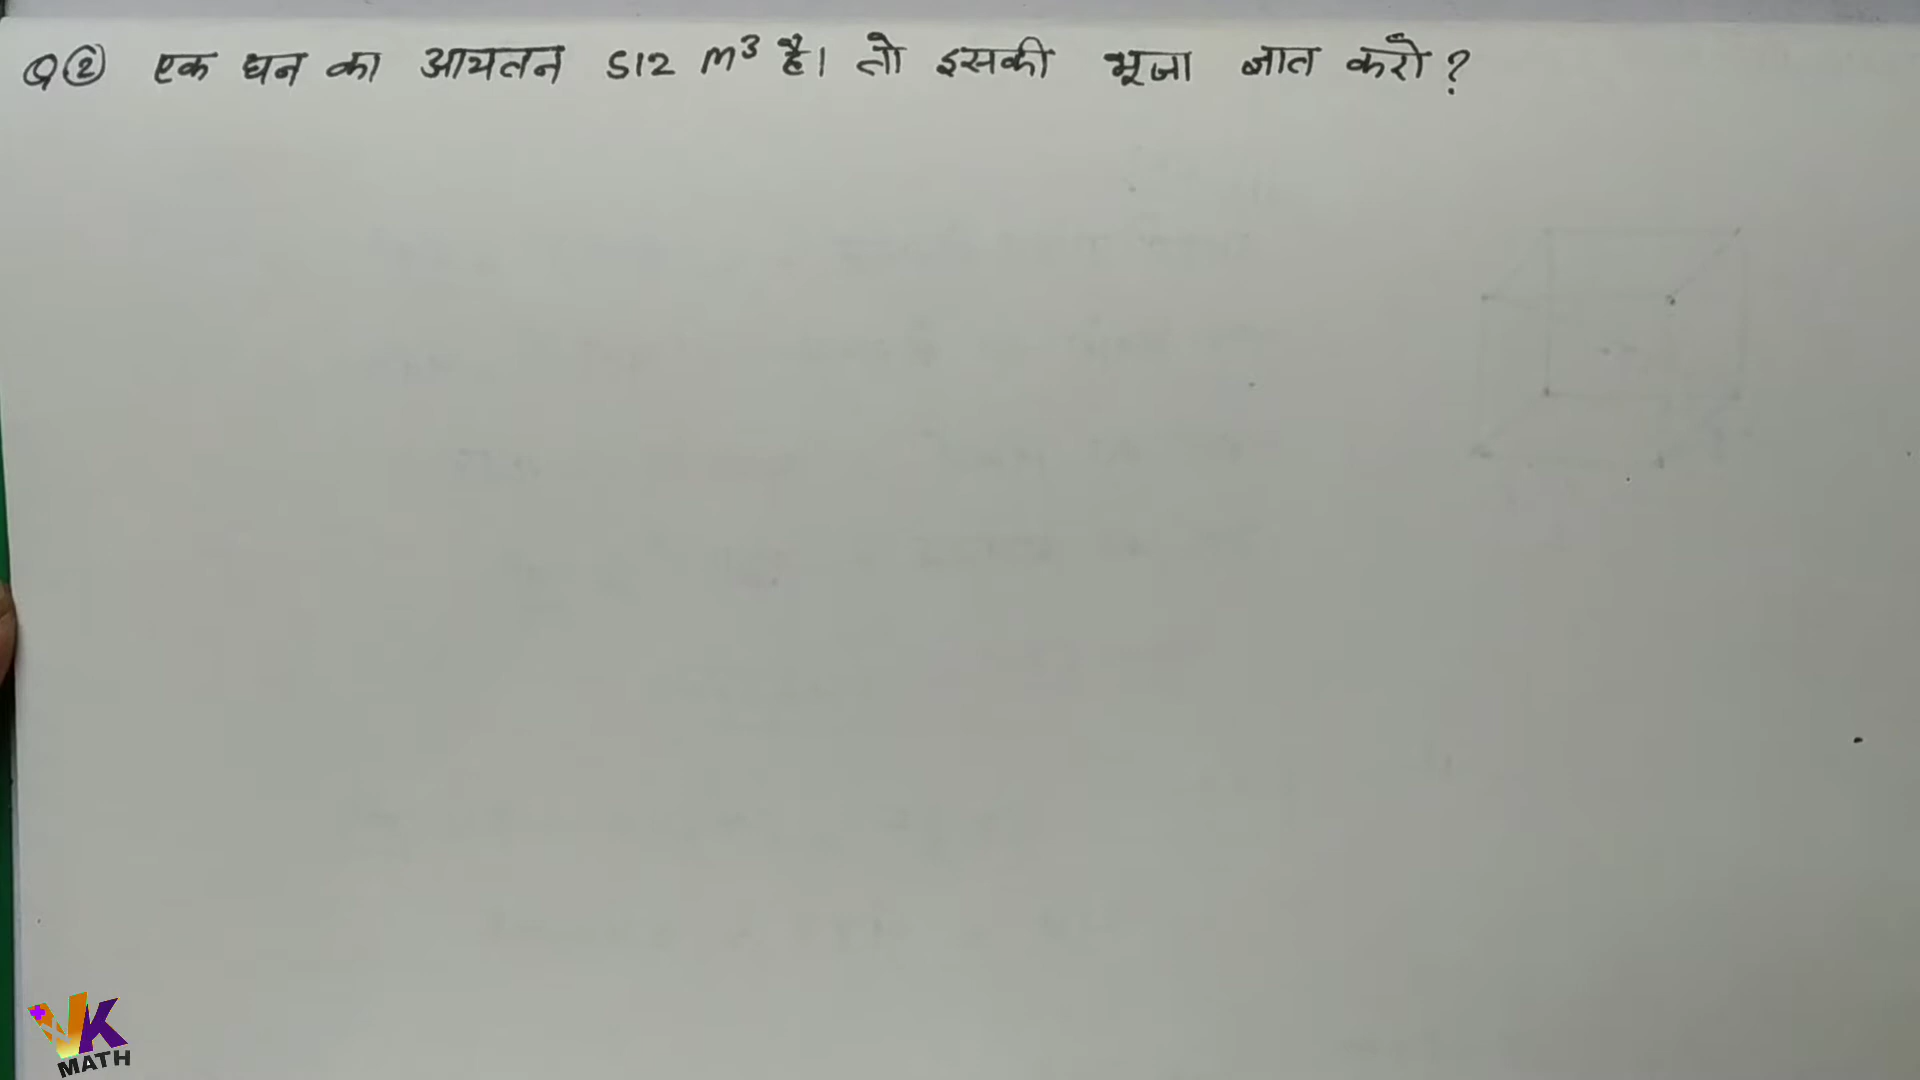 Q② एक घन का आयतन 512 m³ है। तो इसकी भूजा ज्ञात करों?
VK
MATH